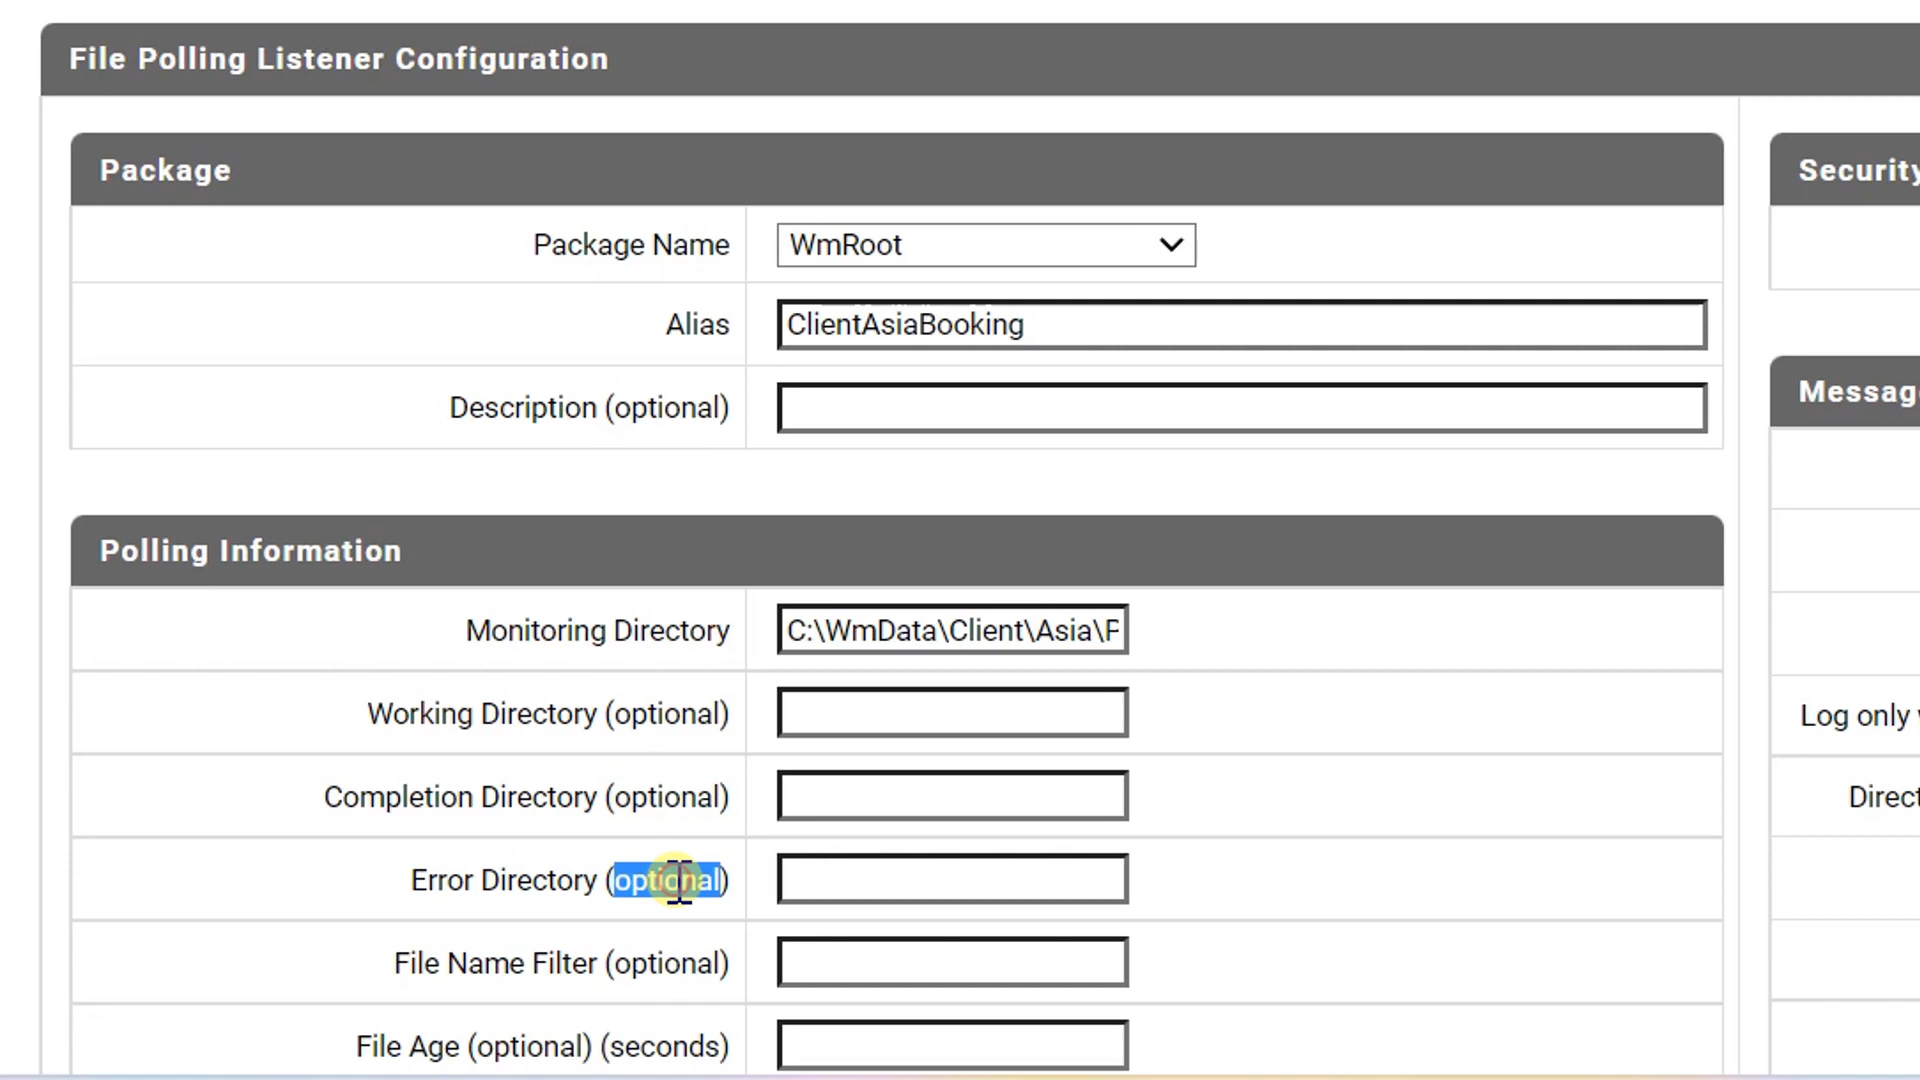 File Polling Listener Configuration
Package
Package Name
WmRoot
Alias
ClientAsiaBooking
Description (optional)
Polling Information
Monitoring Directory
C:\WmData\Client\Asia\F
Working Directory (optional)
Completion Directory (optional)
Error Directory (optional)
File Name Filter (optional)
File Age (optional) (seconds)
Security
Messag
Log only
Direct